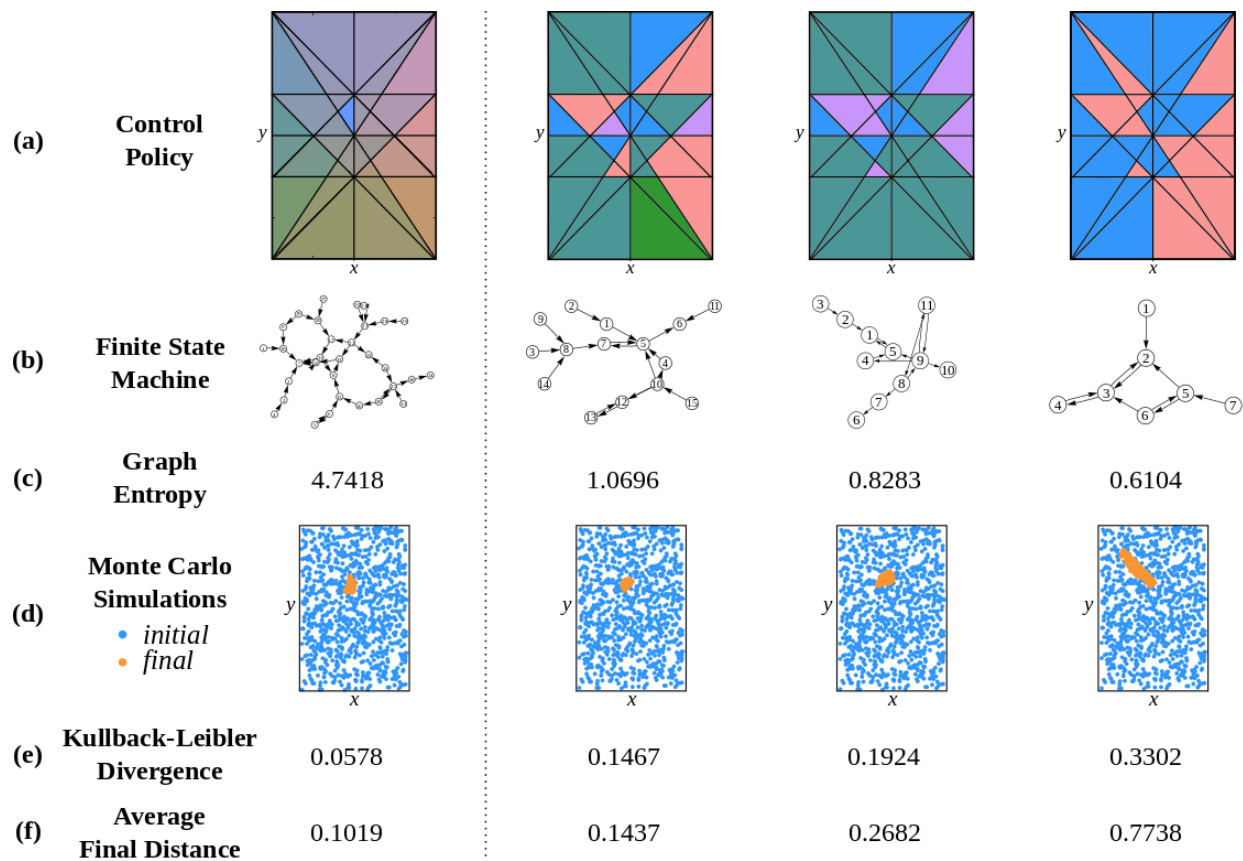 (a) Control Policy
y
x
y
x
y
x
y
x
(b) Finite State Machine
2
11
1
9
6
3
8
7
5
4
14
10
12
13
15
3
2
11
1
5
4
9
10
8
7
6
1
2
3
5
4
6
7
(c) Graph Entropy
4.7418 1.0696 0.8283 0.6104
(d) Monte Carlo Simulations
initial
final
y
x
y
x
y
x
y
x
(e) Kullback-Leibler Divergence
0.0578 0.1467 0.1924 0.3302
(f) Average Final Distance
0.1019 0.1437 0.2682 0.7738